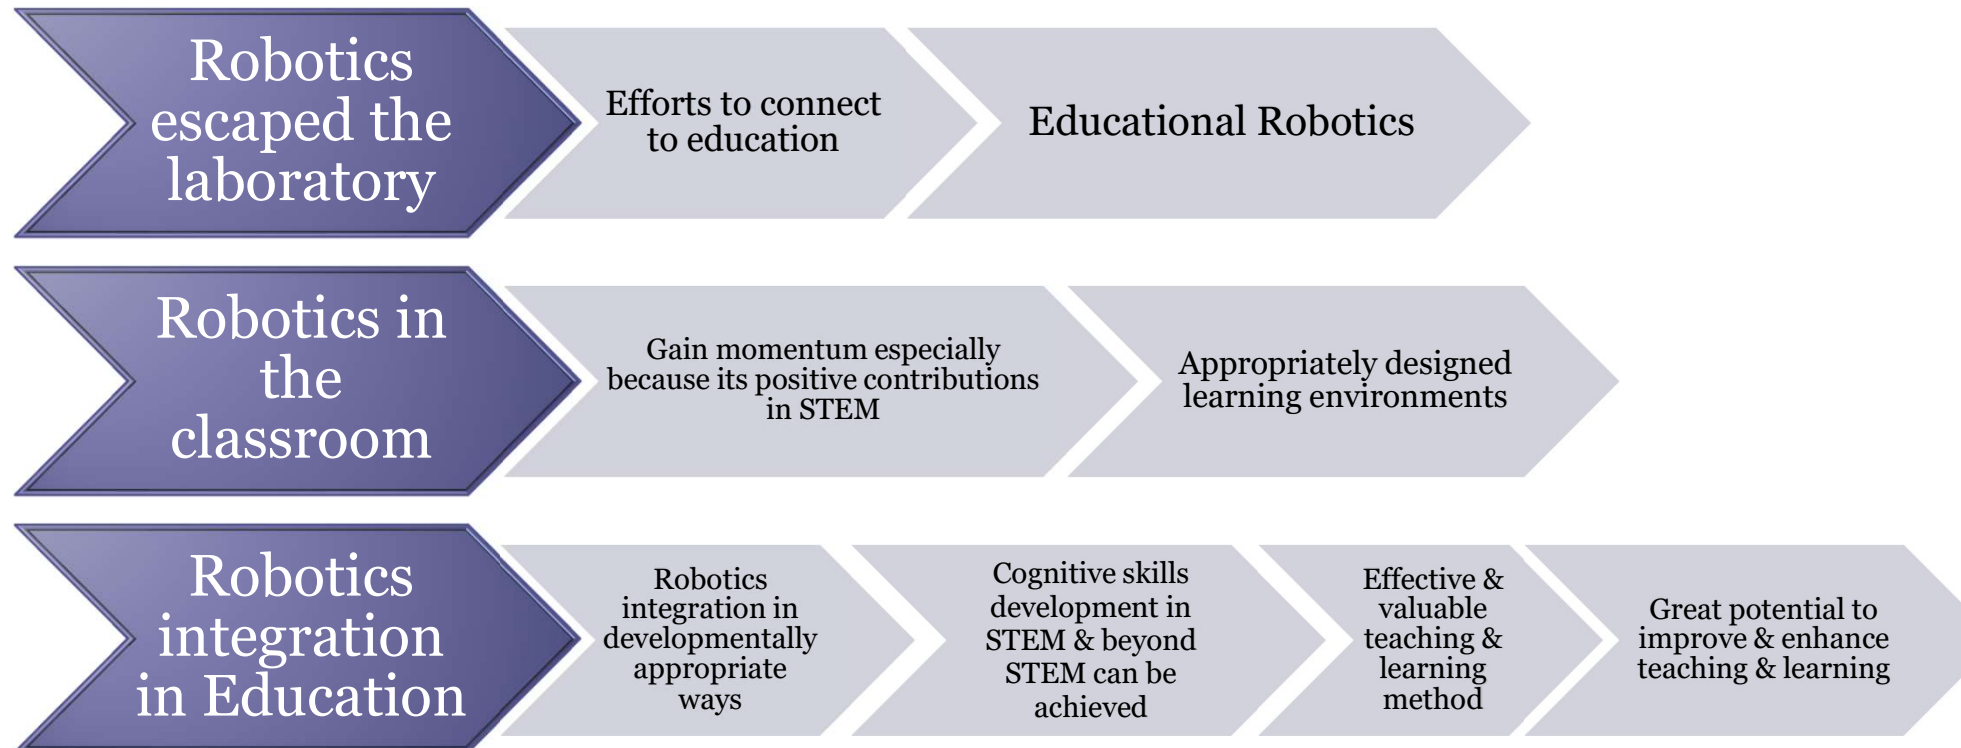 Robotics
escaped the
laboratory
Efforts to connect
to education
Educational Robotics
Robotics in
the
classroom
Gain momentum especially
because its positive contributions
in STEM
Appropriately designed
learning environments
Robotics
integration
in Education
Robotics
integration in
developmentally
appropriate
ways
Cognitive skills
development in
STEM & beyond
STEM can be
achieved
Effective &
valuable
teaching &
learning
method
Great potential to
improve & enhance
teaching & learning